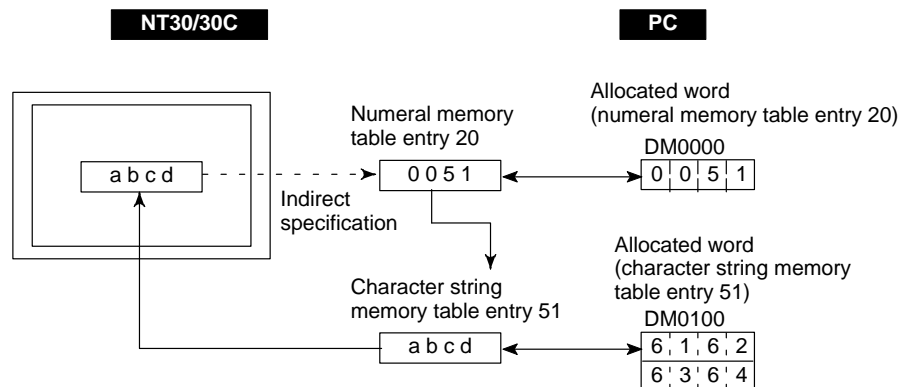 NT30/30C
PC
Allocated word
(numeral memory table entry 20)
Numeral memory
table entry 20
DM0000
a b c d
0 0 5 1
0 0 5 1
Indirect
specification
Allocated word
(character string memory
table entry 51)
Character string
memory table entry 51
DM0100
a b c d
6 1 6 2
6 3 6 4